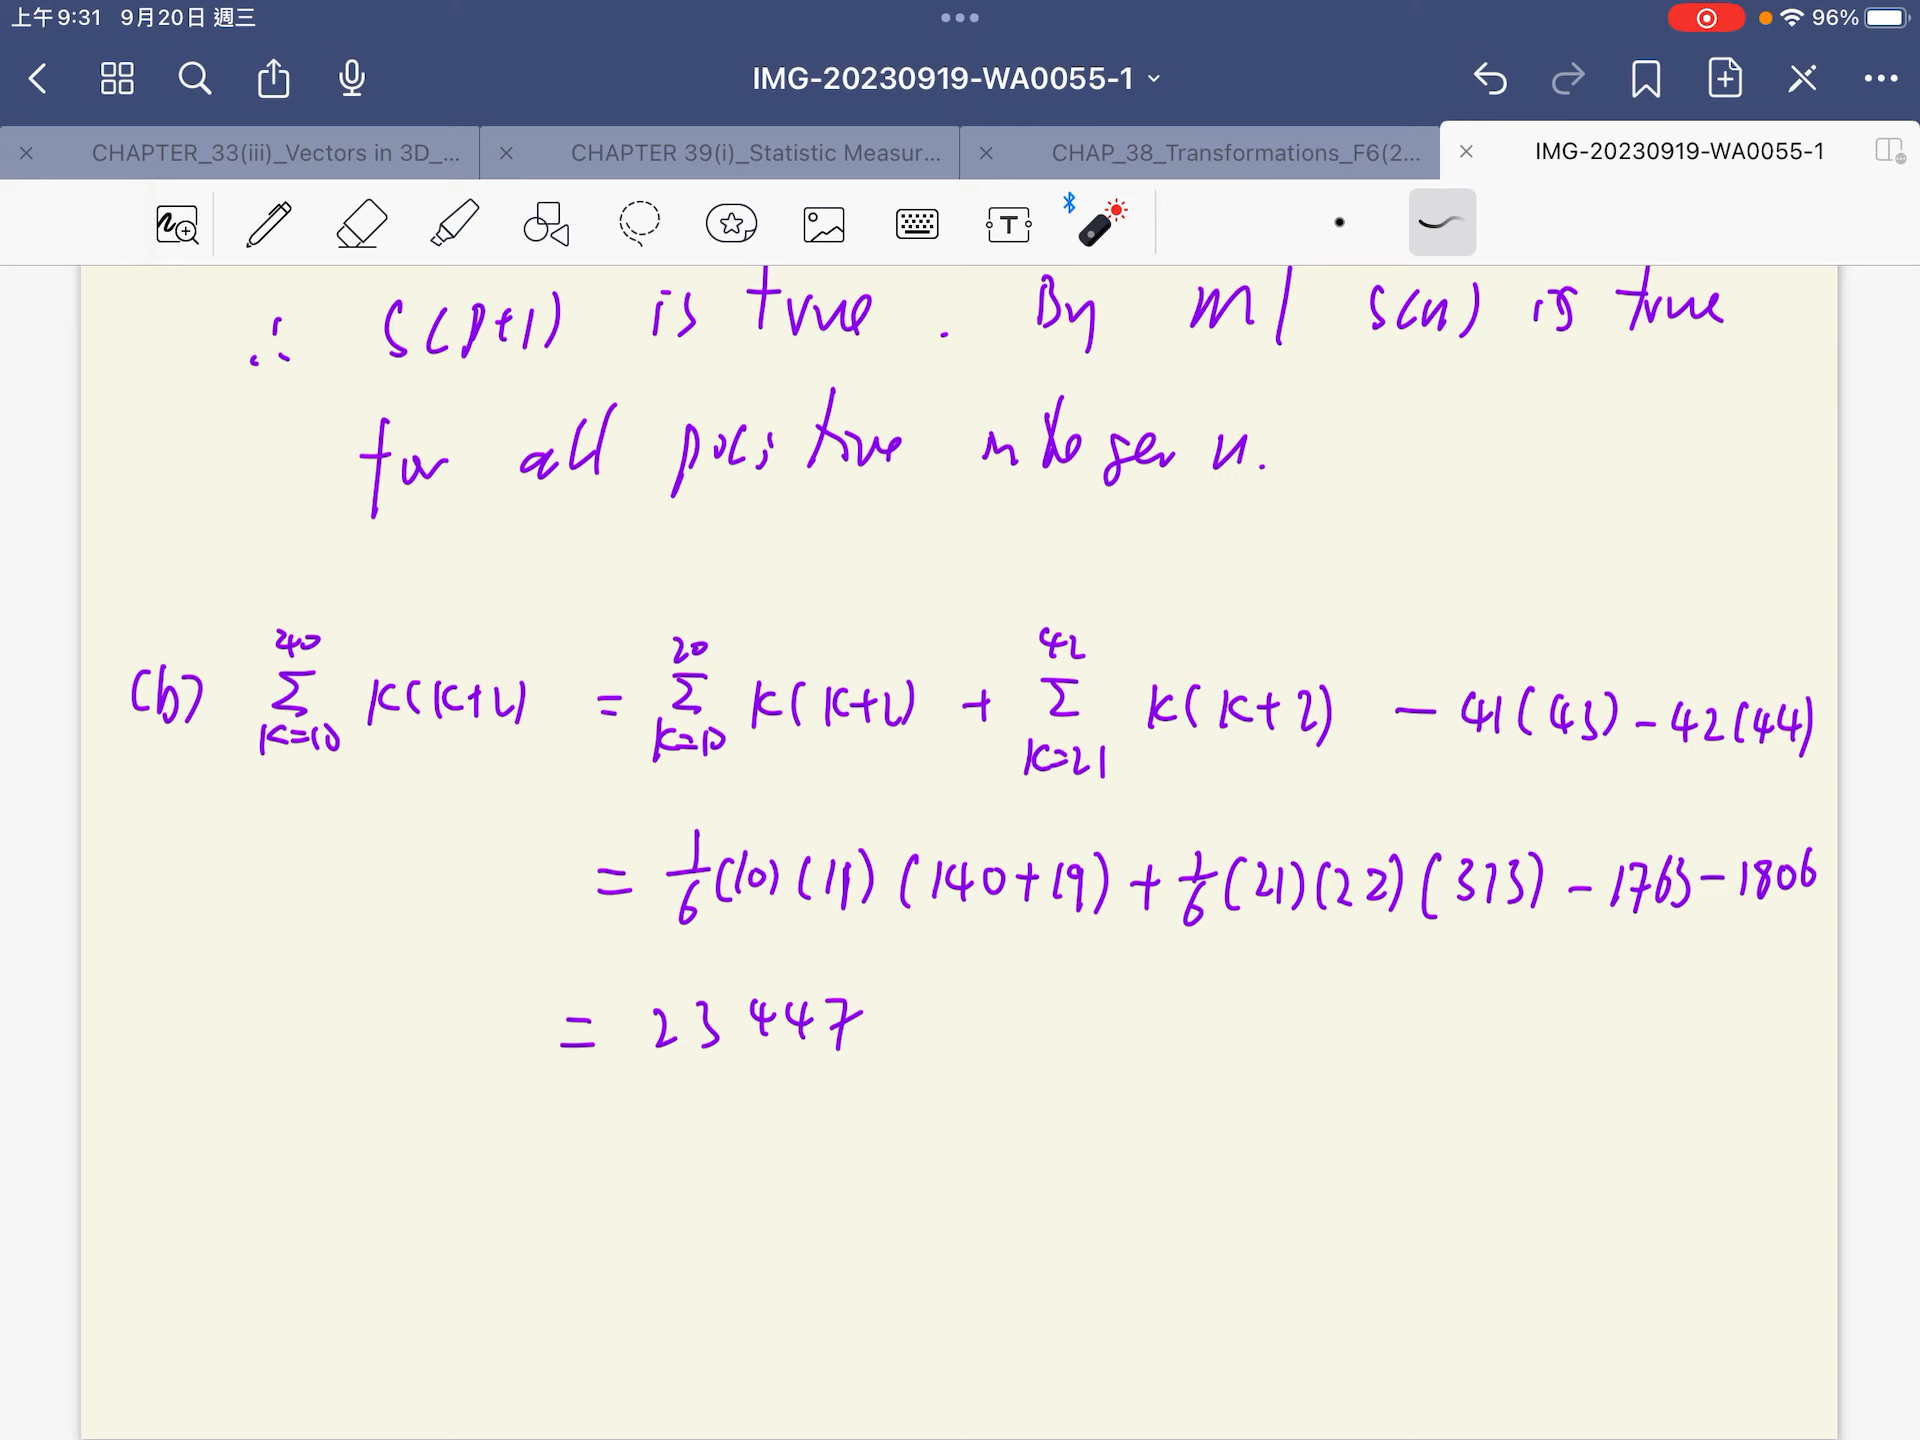 上午9:31 9月20日 週三 96%
IMG-20230919-WA0055-1
CHAPTER_33(iii)_Vectors in 3D_... CHAPTER 39(i)_Statistic Measur... CHAP_38_Transformations_F6(2... IMG-20230919-WA0055-1
∴ S(p+1) is true. By MI S(n) is true
for all positive integer n.
(b) \sum_{k=10}^{40} k(k+2) = \sum_{k=10}^{20} k(k+2) + \sum_{k=21}^{42} k(k+2) - 41(43) - 42(44)
= 1/6 (10)(11)(140+19) + 1/6 (21)(22)(373) - 1763 - 1806
= 23447